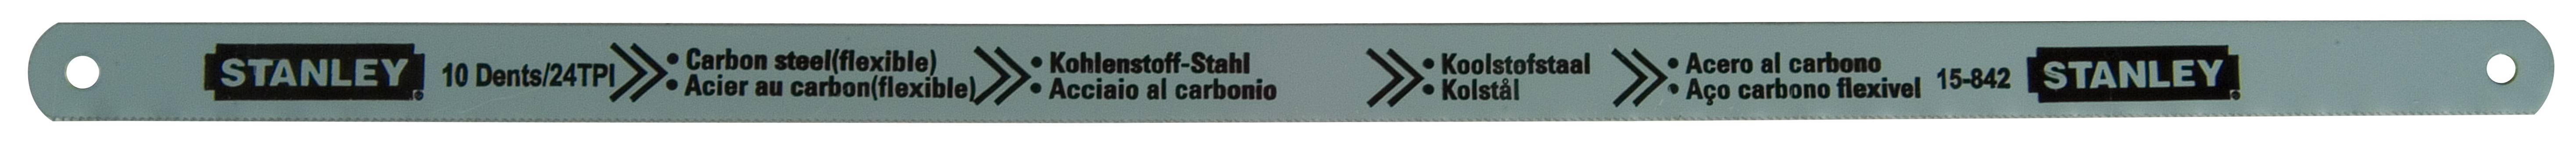 STANLEY
10 Dents/24TPI
• Carbon steel(flexible)
• Acier au carbon(flexible)
• Kohlenstoff-Stahl
• Acciaio al carbonio
• Koolstofstaal
• Kolstål
• Acero al carbono
• Aço carbono flexivel
15-842
STANLEY